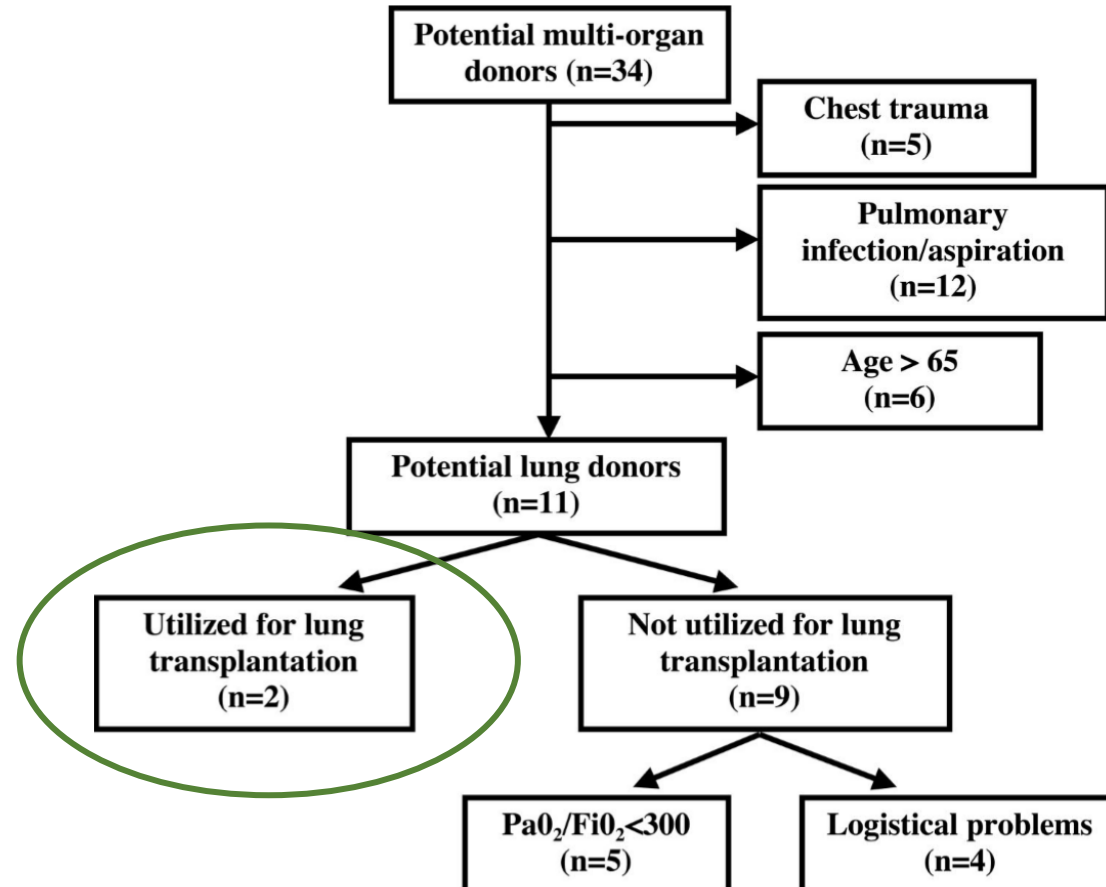 Potential multi-organ
donors (n=34)
Chest trauma
(n=5)
Pulmonary
infection/aspiration
(n=12)
Age > 65
(n=6)
Potential lung donors
(n=11)
Utilized for lung
transplantation
(n=2)
Not utilized for lung
transplantation
(n=9)
Pa0₂/Fi0₂<300
(n=5)
Logistical problems
(n=4)